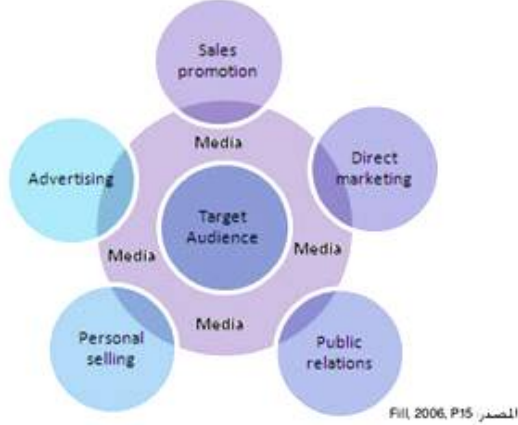 Sales
promotion
Media
Advertising
Direct
marketing
Target
Audience
Media
Media
Media
Personal
selling
Public
relations
المصدر: Fill, 2006, P15